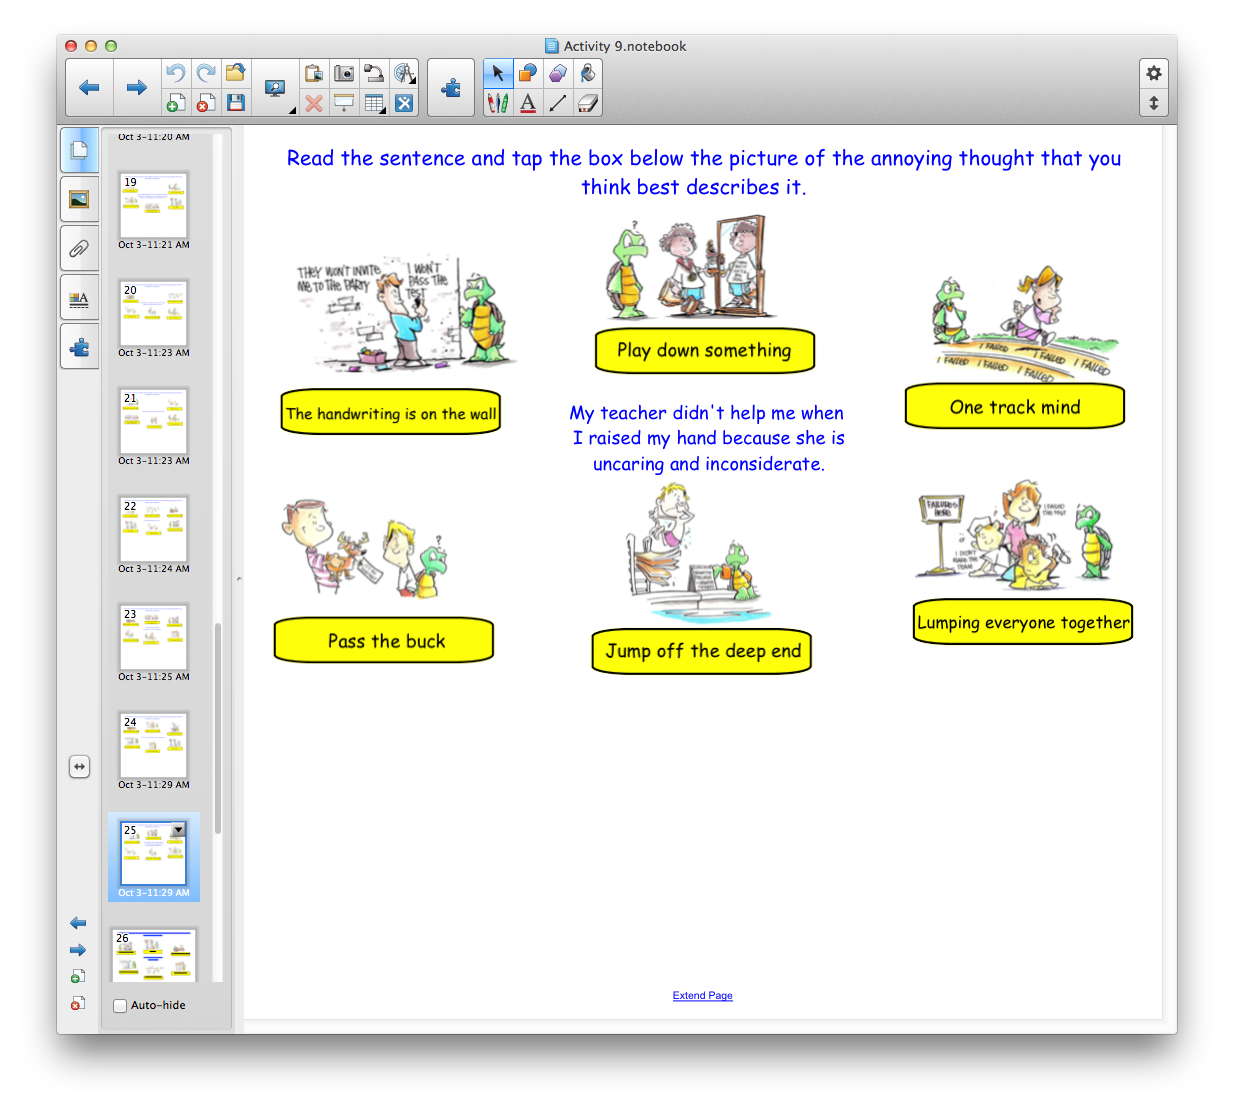 Activity 9.notebook
Oct 3-11:20 AM
19
Oct 3-11:21 AM
20
Oct 3-11:23 AM
21
Oct 3-11:23 AM
22
Oct 3-11:24 AM
23
Oct 3-11:25 AM
24
Oct 3-11:29 AM
25
Oct 3-11:29 AM
26
Auto-hide
Read the sentence and tap the box below the picture of the annoying thought that you
think best describes it.
THEY WON'T INVITE
ME TO THE PARTY
I WON'T
PASS THE
TEST
?
The handwriting is on the wall
Play down something
I FAILED I FAILED I FAILED
I FAILED I FAILED I FAILED
One track mind
My teacher didn't help me when
I raised my hand because she is
uncaring and inconsiderate.
?
Pass the buck
Jump off the deep end
FAILURES
HERE
I FAILED
THE TEST
I DIDN'T
MAKE THE
TEAM
Lumping everyone together
Extend Page